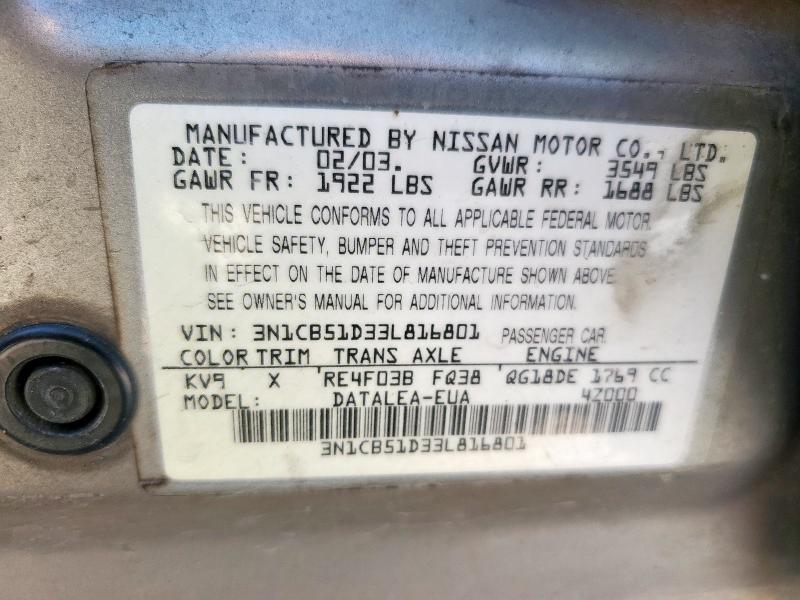 MANUFACTURED BY NISSAN MOTOR CO., LTD.
DATE: 02/03. GVWR: 3549 LBS
GAWR FR: 1922 LBS GAWR RR: 1688 LBS
THIS VEHICLE CONFORMS TO ALL APPLICABLE FEDERAL MOTOR
VEHICLE SAFETY, BUMPER AND THEFT PREVENTION STANDARDS
IN EFFECT ON THE DATE OF MANUFACTURE SHOWN ABOVE.
SEE OWNER'S MANUAL FOR ADDITIONAL INFORMATION.
VIN: 3N1CB51D33L816801 PASSENGER CAR
COLOR TRIM TRANS AXLE ENGINE
KV9 X RE4F03B FQ38 QG18DE 1769 CC
MODEL: DATALEA-EUA 4Z000
3N1CB51D33L816801